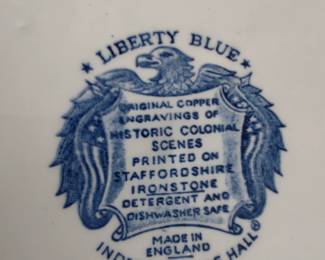 ★ LIBERTY BLUE ★
ORIGINAL COPPER
ENGRAVINGS OF
HISTORIC COLONIAL
SCENES
PRINTED ON
STAFFORDSHIRE
IRONSTONE
DETERGENT AND
DISHWASHER SAFE
MADE IN
ENGLAND
HALL®